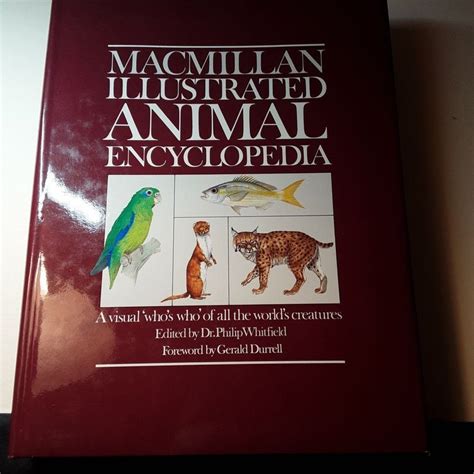 MACMILLAN
ILLUSTRATED
ANIMAL
ENCYCLOPEDIA
A visual 'who's who' of all the world's creatures
Edited by Dr. Philip Whitfield
Foreword by Gerald Durrell